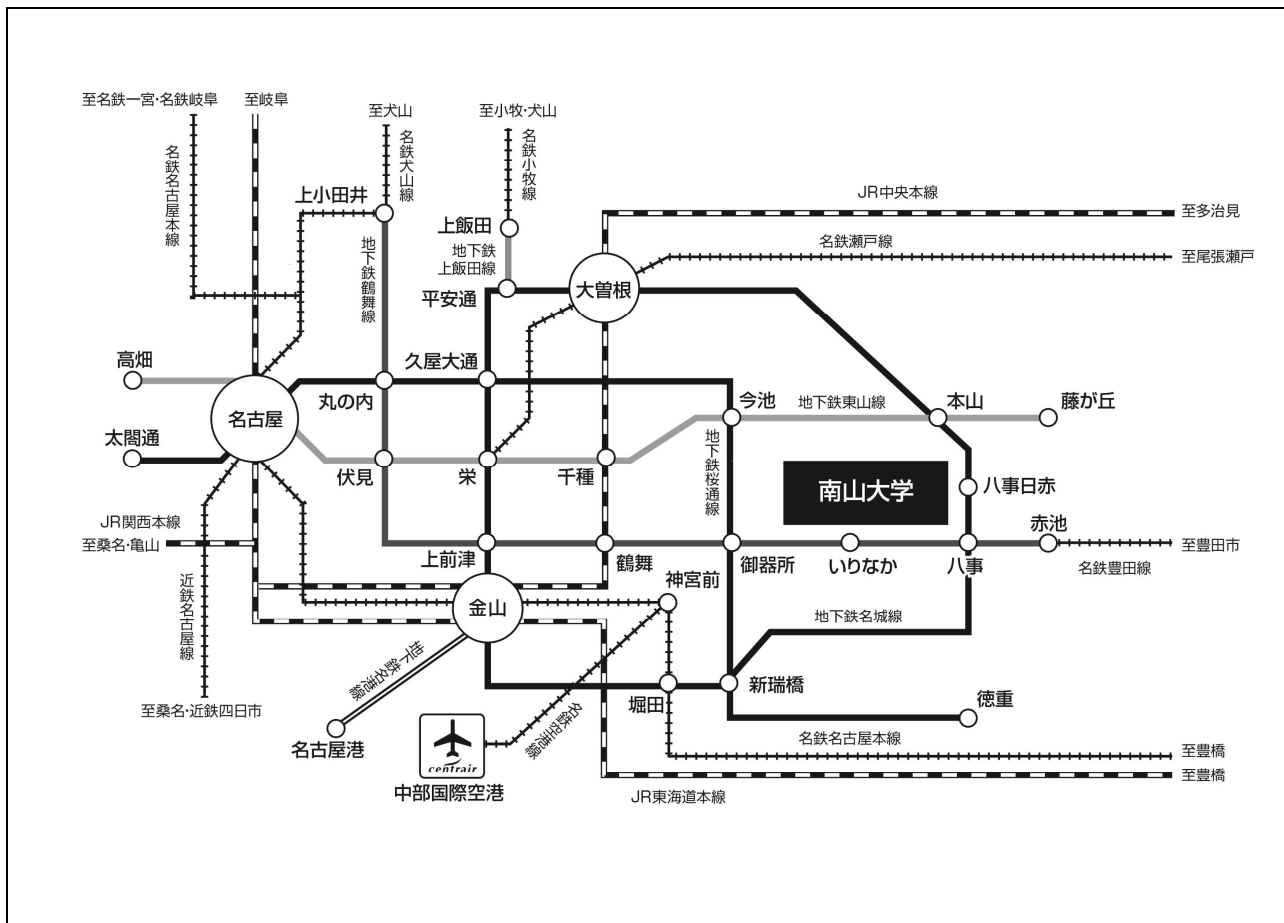 至名鉄一宮・名鉄岐阜
至岐阜
至犬山
至小牧・犬山
名鉄名古屋本線
名鉄犬山線
名鉄小牧線
JR中央本線
至多治見
上小田井
上飯田
名鉄瀬戸線
至尾張瀬戸
地下鉄鶴舞線
地下鉄
上飯田線
平安通
大曽根
高畑
久屋大通
丸の内
名古屋
今池
地下鉄東山線
本山
藤が丘
太閤通
伏見
栄
千種
地下鉄桜通線
南山大学
八事日赤
JR関西本線
至桑名・亀山
上前津
鶴舞
御器所
いりなか
八事
赤池
至豊田市
名鉄豊田線
神宮前
金山
近鉄名古屋線
地下鉄名城線
地下鉄名港線
至桑名・近鉄四日市
堀田
新瑞橋
徳重
名古屋港
centrair
中部国際空港
名鉄空港線
名鉄名古屋本線
至豊橋
至豊橋
JR東海道本線